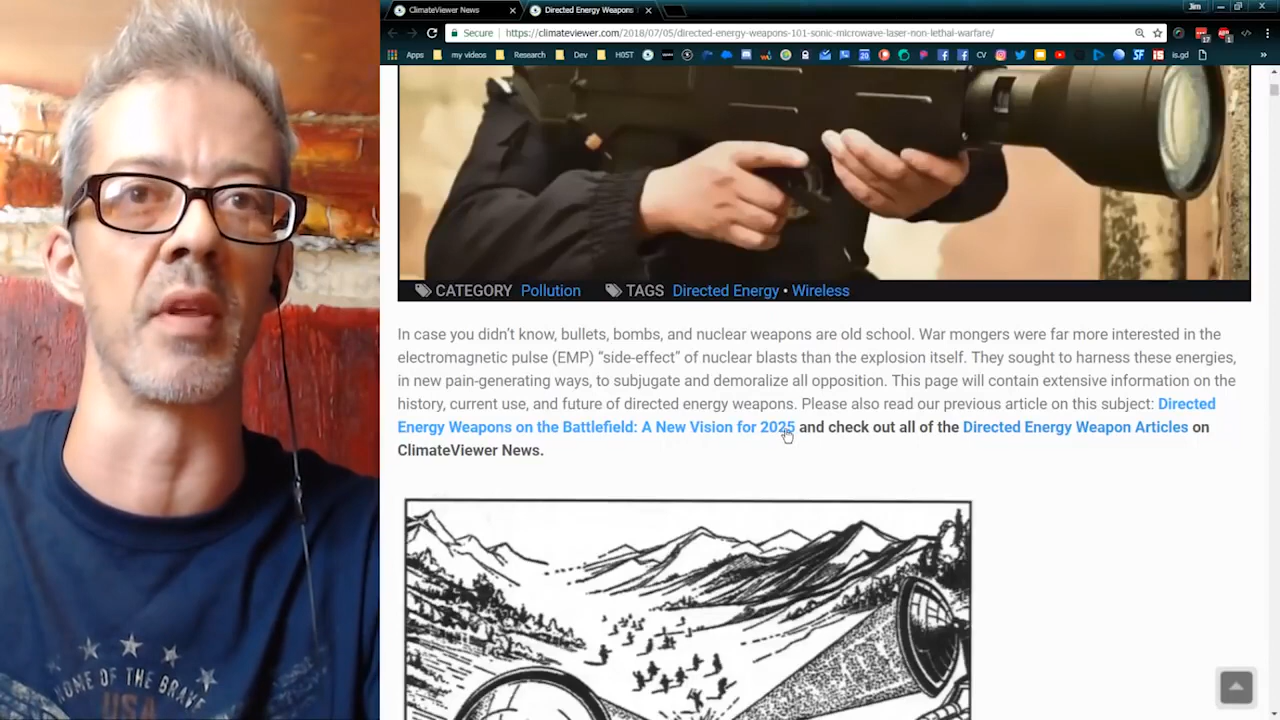 ClimateViewer News
Directed Energy Weapons
Jim
Secure
https://climateviewer.com/2018/07/05/directed-energy-weapons-101-sonic-microwave-laser-non-lethal-warfare/
Apps my videos Research Dev H05T CV is.gd
CATEGORY Pollution TAGS Directed Energy • Wireless
In case you didn't know, bullets, bombs, and nuclear weapons are old school. War mongers were far more interested in the
electromagnetic pulse (EMP) "side-effect" of nuclear blasts than the explosion itself. They sought to harness these energies,
in new pain-generating ways, to subjugate and demoralize all opposition. This page will contain extensive information on the
history, current use, and future of directed energy weapons. Please also read our previous article on this subject: Directed
Energy Weapons on the Battlefield: A New Vision for 2025 and check out all of the Directed Energy Weapon Articles on
ClimateViewer News.
HOME OF THE BRAVE
USA